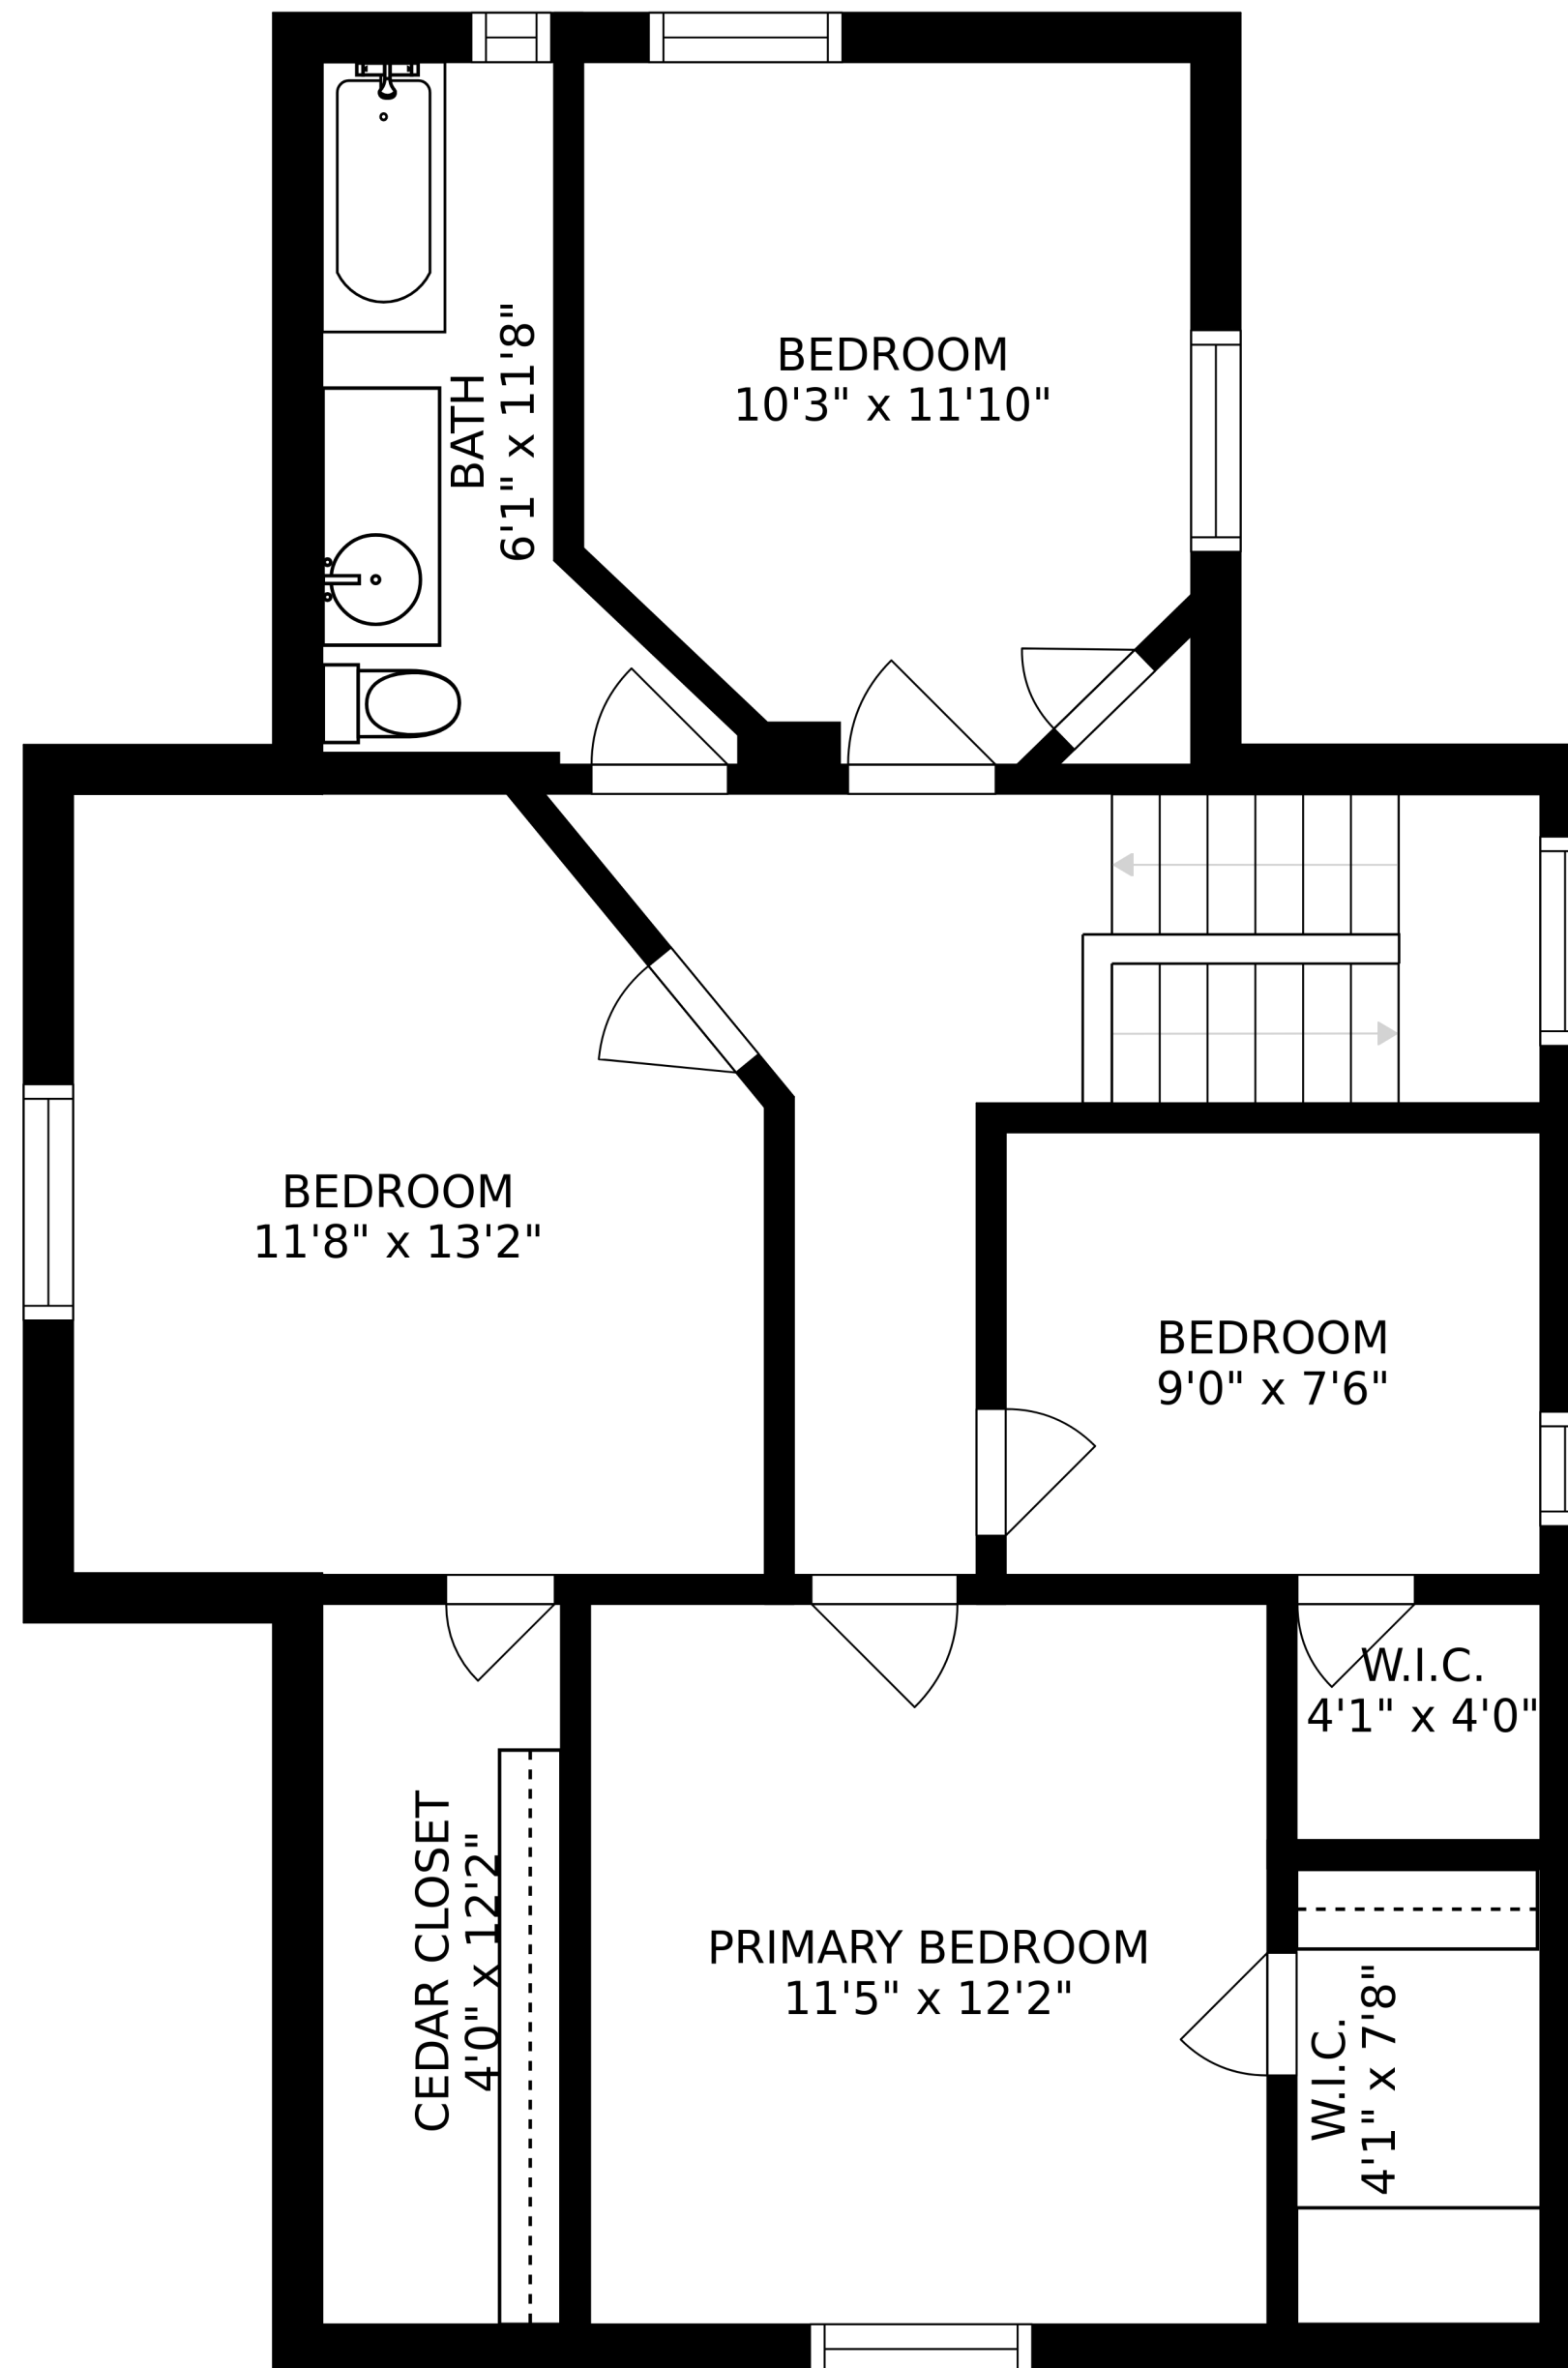 BEDROOM
10'3" x 11'10"
BATH
6'1" x 11'8"
BEDROOM
11'8" x 13'2"
BEDROOM
9'0" x 7'6"
W.I.C.
4'1" x 4'0"
CEDAR CLOSET
4'0" x 12'2"
PRIMARY BEDROOM
11'5" x 12'2"
W.I.C.
4'1" x 7'8"